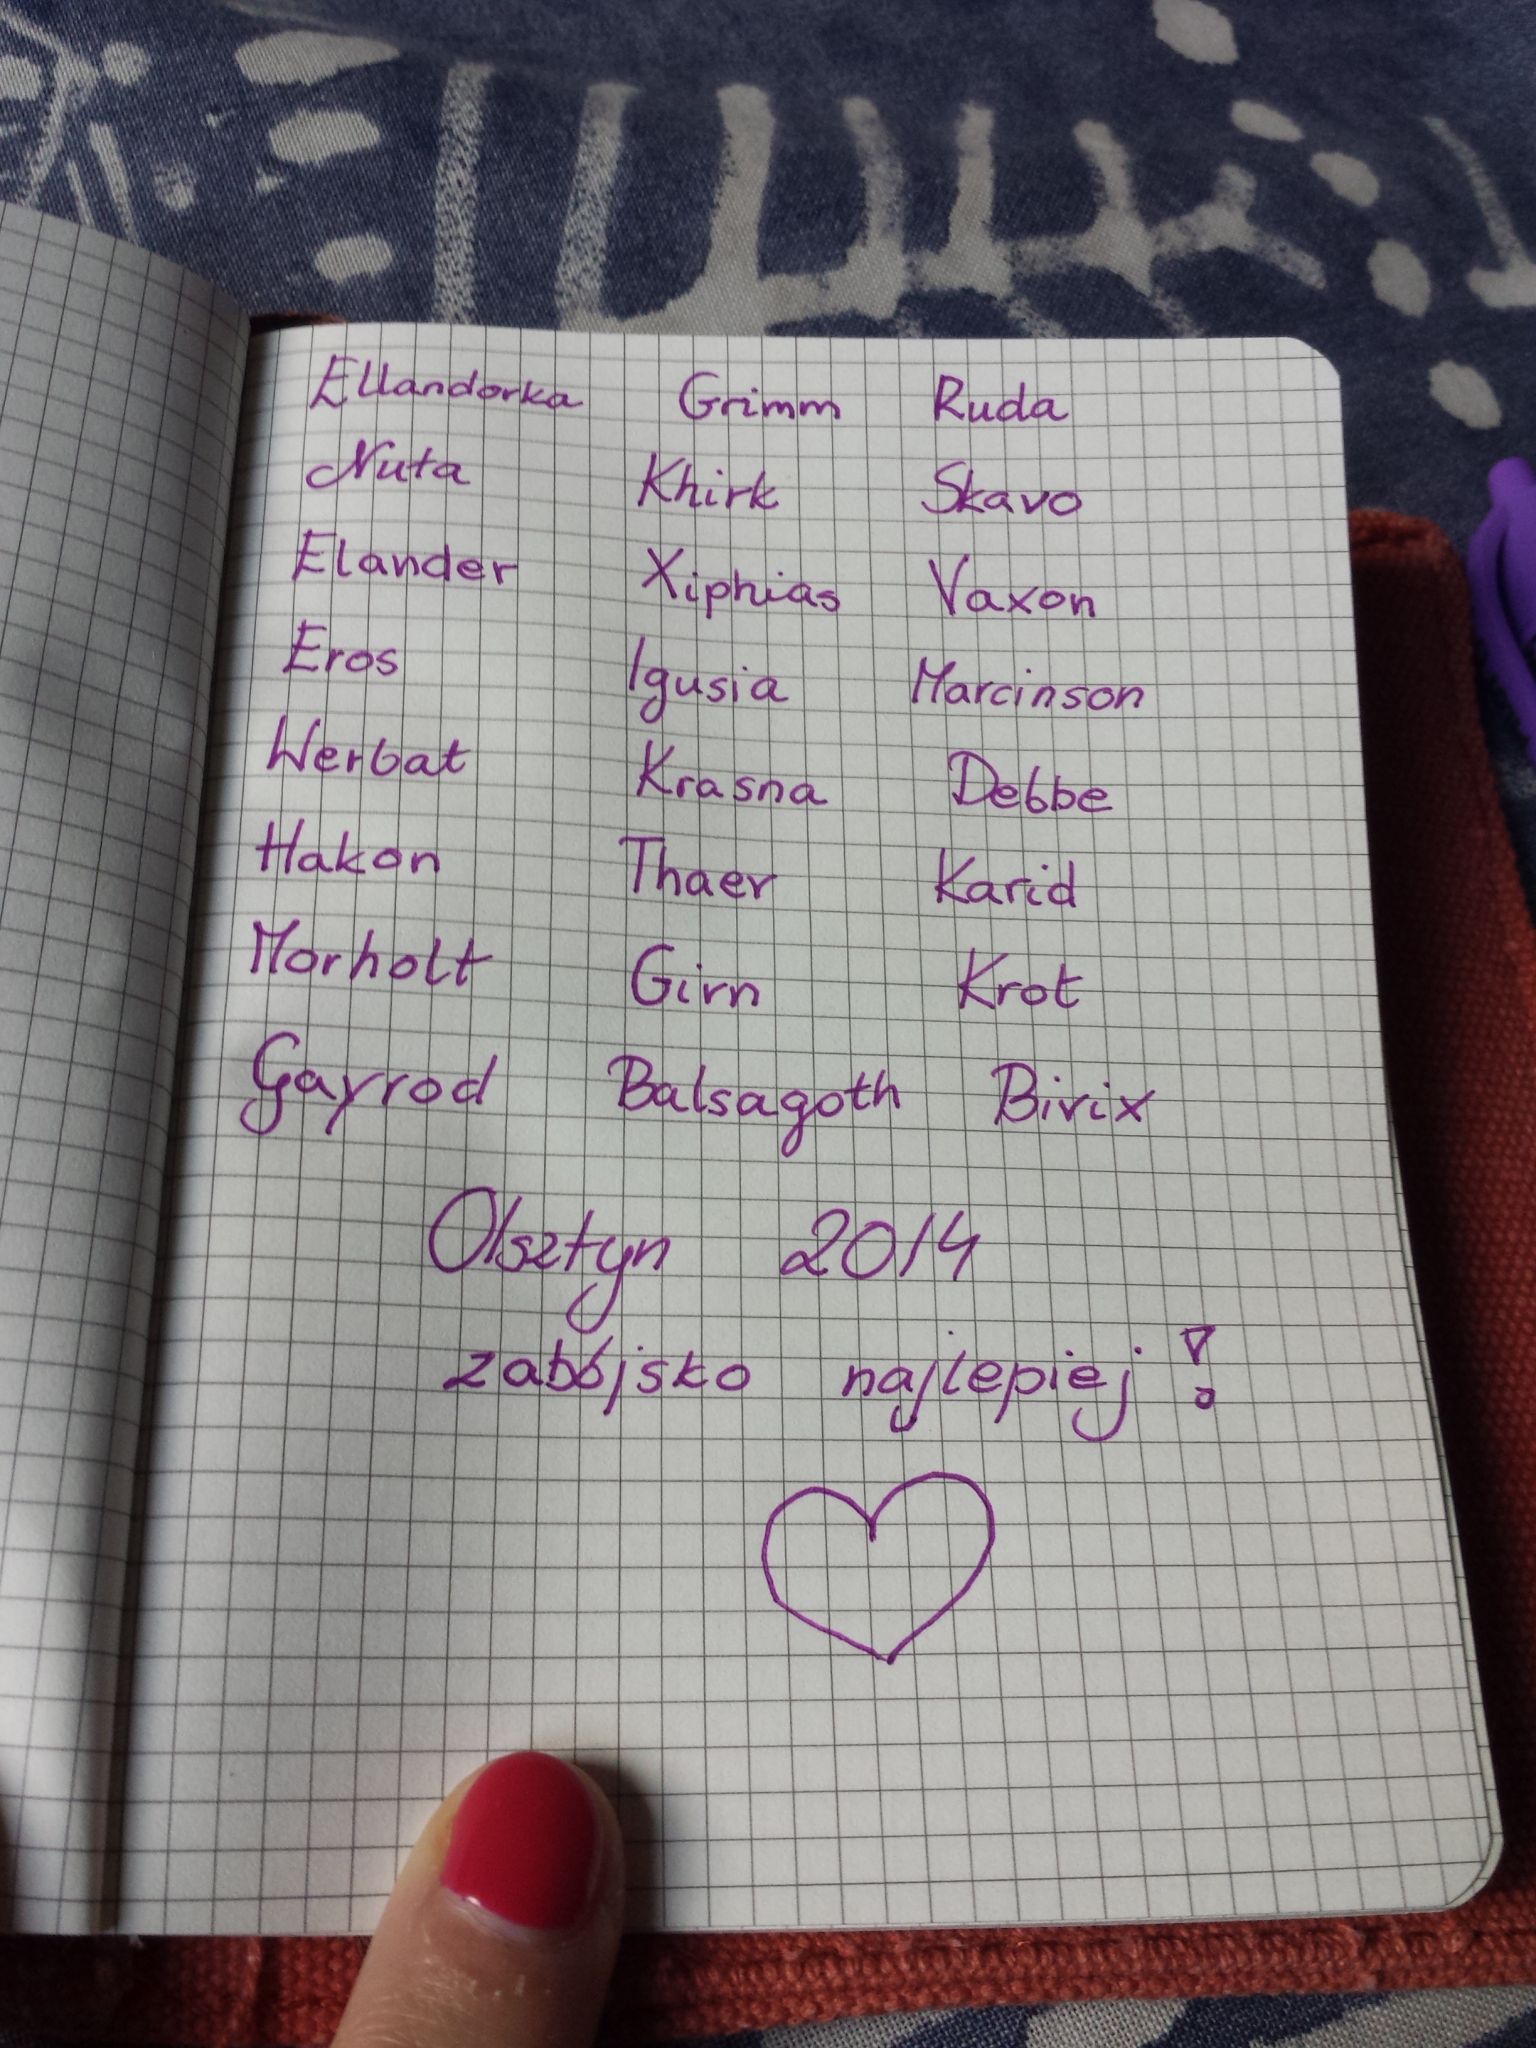 Ellandorka Grimm Ruda
Nuta Khirk Skavo
Elander Xiphias Vaxon
Eros Igusia Marcinson
Werbat Krasna Debbe
Hakon Thaer Karid
Morholt Girn Krot
Gayrod Balsagoth Birix
Olsztyn 2014
zabójsko najlepiej!